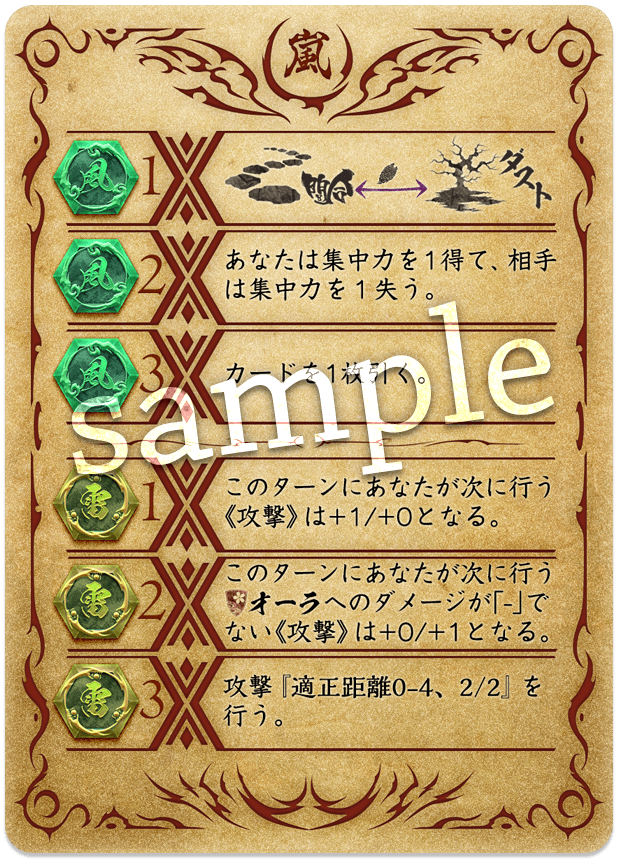 嵐
風 1 間合 ダスト
風 2 あなたは集中力を1得て、相手
は集中力を1失う。
風 3 カードを1枚引く。
sample
雷 1 このターンにあなたが次に行う
《攻撃》は+1/+0となる。
雷 2 このターンにあなたが次に行う
オーラへのダメージが「-」で
ない《攻撃》は+0/+1となる。
雷 3 攻撃『適正距離0-4、2/2』を
行う。